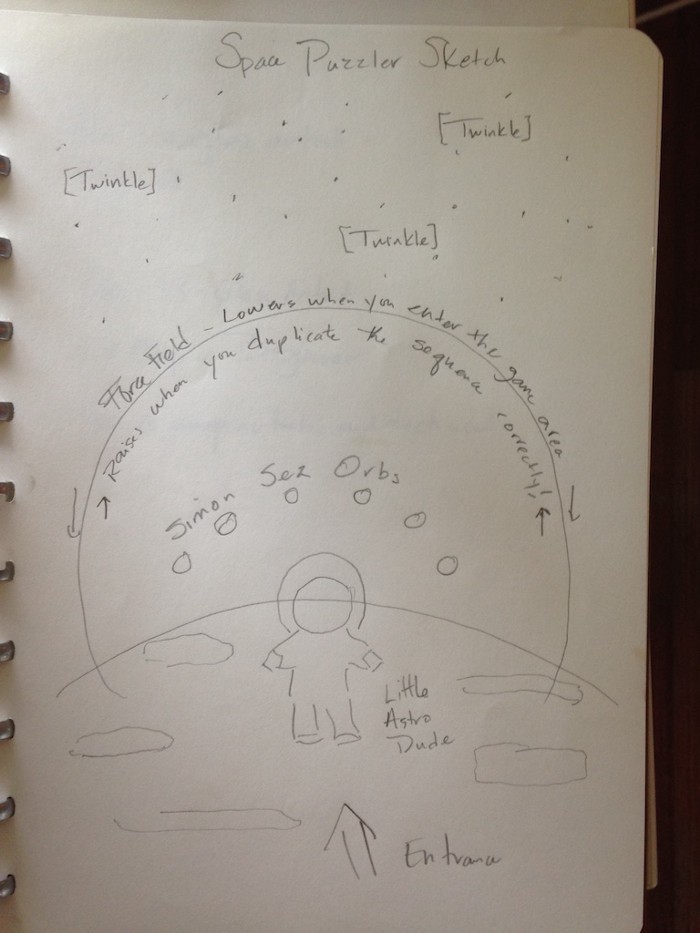 Space Puzzler Sketch
[Twinkle]
[Twinkle]
[Twinkle]
Force Field - Lowers when you enter the game area
→ Raises when you duplicate the sequence correctly! ←
Simon Sez Orbs
Little
Astro
Dude
Entrance